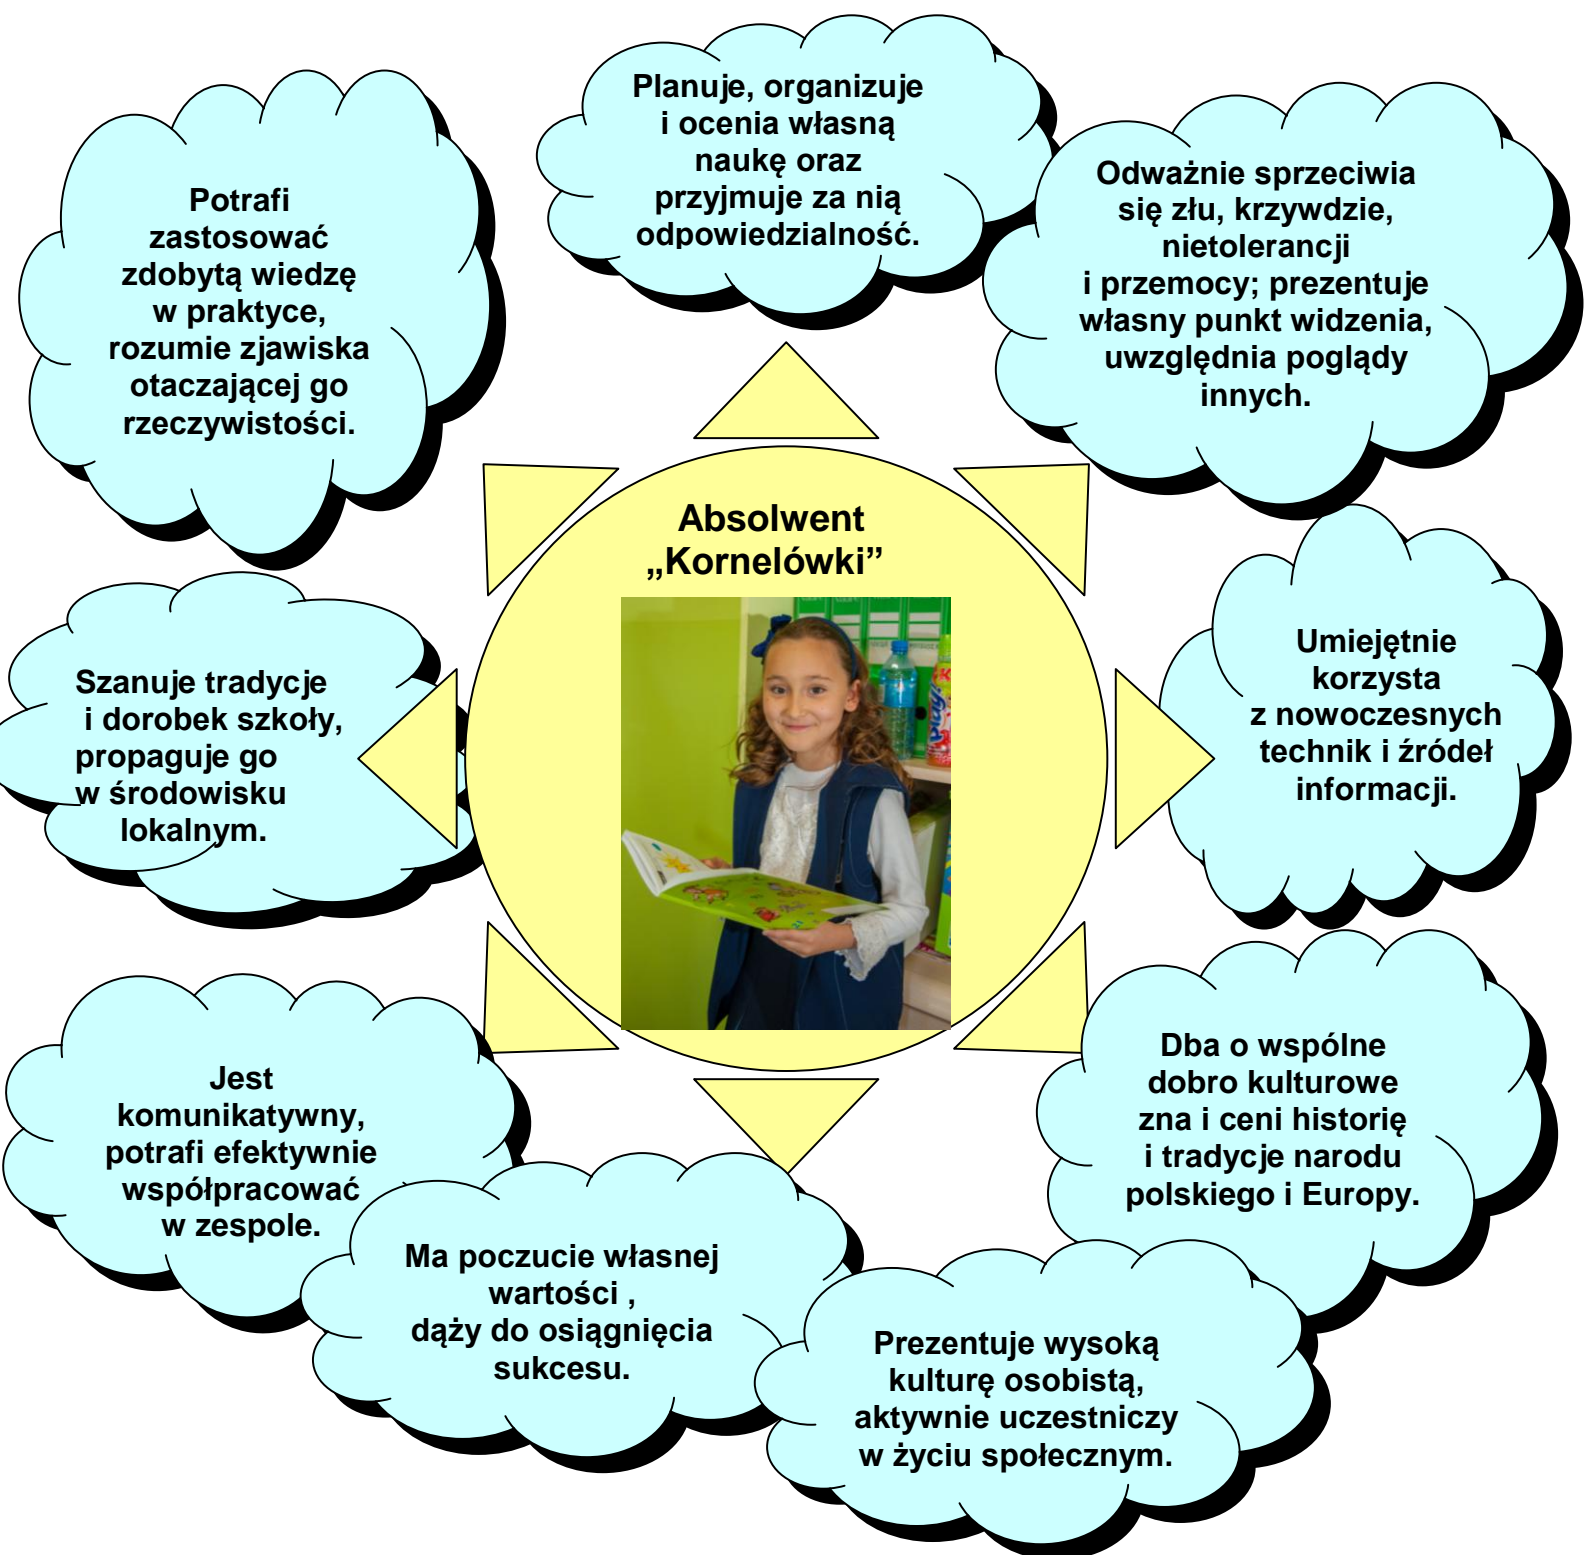 Planuje, organizuje
i ocenia własną
naukę oraz
przyjmuje za nią
odpowiedzialność.
Odważnie sprzeciwia
się złu, krzywdzie,
nietolerancji
i przemocy; prezentuje
własny punkt widzenia,
uwzględnia poglądy
innych.
Potrafi
zastosować
zdobytą wiedzę
w praktyce,
rozumie zjawiska
otaczającej go
rzeczywistości.
Absolwent
„Kornelówki”
Umiejętnie
korzysta
z nowoczesnych
technik i źródeł
informacji.
Szanuje tradycje
i dorobek szkoły,
propaguje go
w środowisku
lokalnym.
Dba o wspólne
dobro kulturowe
zna i ceni historię
i tradycje narodu
polskiego i Europy.
Jest
komunikatywny,
potrafi efektywnie
współpracować
w zespole.
Ma poczucie własnej
wartości ,
dąży do osiągnięcia
sukcesu.
Prezentuje wysoką
kulturę osobistą,
aktywnie uczestniczy
w życiu społecznym.